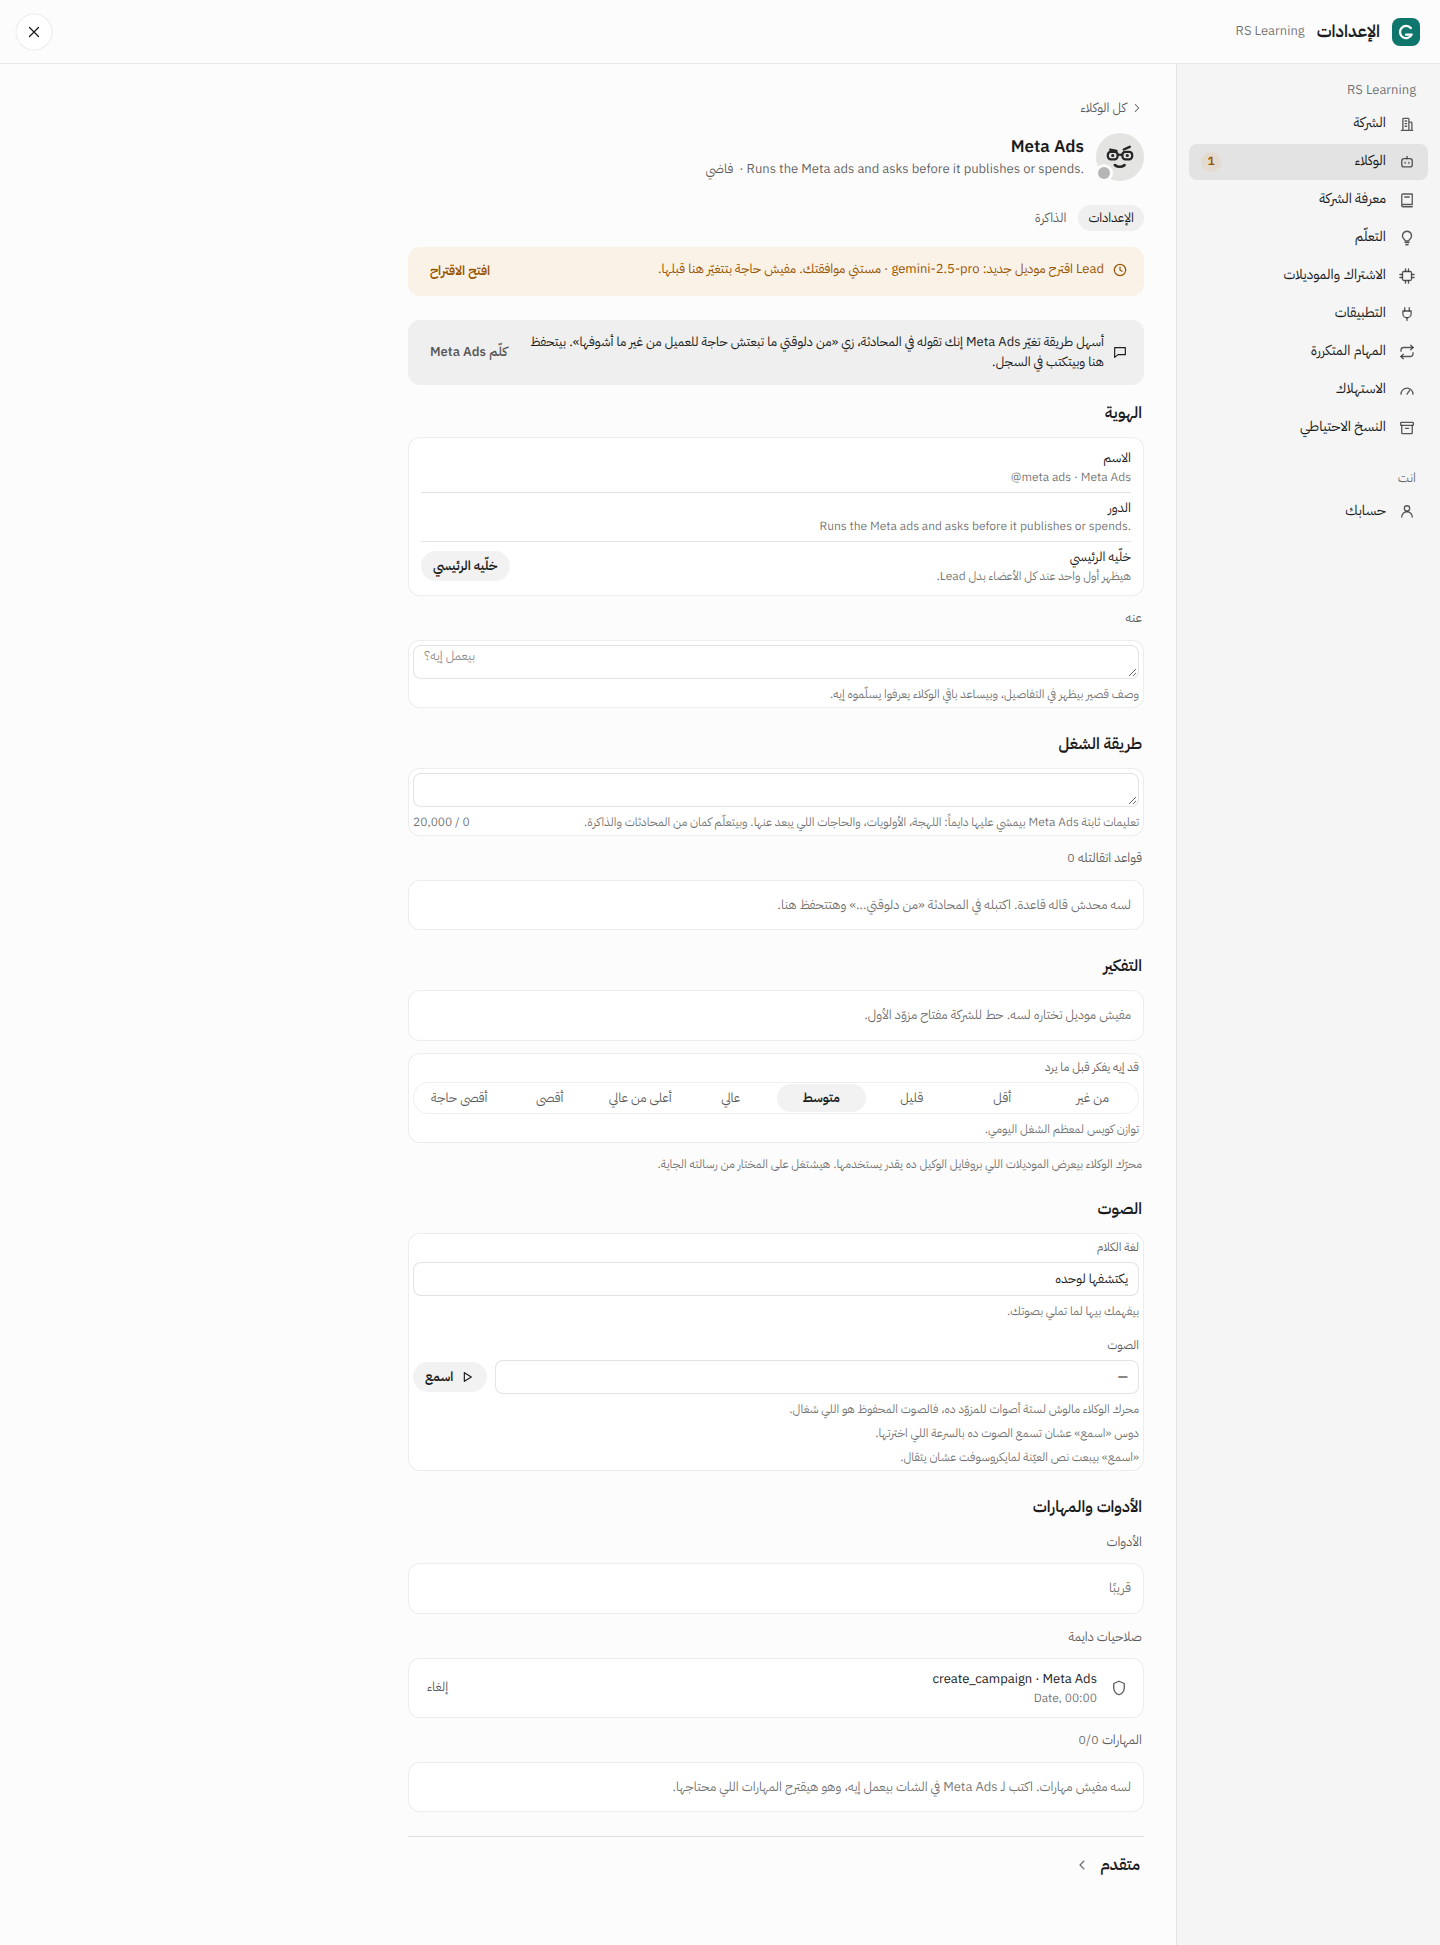 الإعدادات
RS Learning
RS Learning
الشركة
الوكلاء
1
معرفة الشركة
التعلّم
الاشتراك والموديلات
التطبيقات
المهام المتكررة
الاستهلاك
النسخ الاحتياطي
انت
حسابك
كل الوكلاء
Meta Ads
Runs the Meta ads and asks before it publishes or spends. · فاضي
الإعدادات
الذاكرة
Lead اقترح موديل جديد: gemini-2.5-pro · مستني موافقتك. مفيش حاجة بتتغيّر هنا قبلها.
افتح الاقتراح
أسهل طريقة تغيّر Meta Ads إنك تقوله في المحادثة، زي «من دلوقتي ما تبعتش حاجة للعميل من غير ما أشوفها». بيتحفظ
هنا وبيتكتب في السجل.
كلّم Meta Ads
الهوية
الاسم
@meta ads · Meta Ads
الدور
Runs the Meta ads and asks before it publishes or spends.
خلّيه الرئيسي
هيظهر أول واحد عند كل الأعضاء بدل Lead.
خلّيه الرئيسي
عنه
بيعمل إيه؟
وصف قصير بيظهر في التفاصيل، وبيساعد باقي الوكلاء يعرفوا يسلّموه إيه.
طريقة الشغل
تعليمات ثابتة Meta Ads بيمشي عليها دايماً: اللهجة، الأولويات، والحاجات اللي يبعد عنها. وبيتعلّم كمان من المحادثات والذاكرة.
0 / 20,000
قواعد اتقالتله 0
لسه محدش قاله قاعدة. اكتبله في المحادثة «من دلوقتي…» وهتتحفظ هنا.
التفكير
مفيش موديل تختاره لسه. حط للشركة مفتاح مزوّد الأول.
قد إيه يفكر قبل ما يرد
من غير
أقل
قليل
متوسط
عالي
أعلى من عالي
أقصى
أقصى حاجة
توازن كويس لمعظم الشغل اليومي.
محرّك الوكلاء بيعرض الموديلات اللي بروفايل الوكيل ده يقدر يستخدمها. هيشتغل على المختار من رسالته الجاية.
الصوت
لغة الكلام
يكتشفها لوحده
بيفهمك بيها لما تملي بصوتك.
الصوت
—
اسمع
محرك الوكلاء مالوش لستة أصوات للمزوّد ده، فالصوت المحفوظ هو اللي شغال.
دوس «اسمع» عشان تسمع الصوت ده بالسرعة اللي اخترتها.
«اسمع» بيبعت نص العيّنة لمايكروسوفت عشان يتقال.
الأدوات والمهارات
الأدوات
قريبًا
صلاحيات دايمة
create_campaign · Meta Ads
Date, 00:00
إلغاء
المهارات 0/0
لسه مفيش مهارات. اكتب لـ Meta Ads في الشات بيعمل إيه، وهو هيقترح المهارات اللي محتاجها.
متقدم